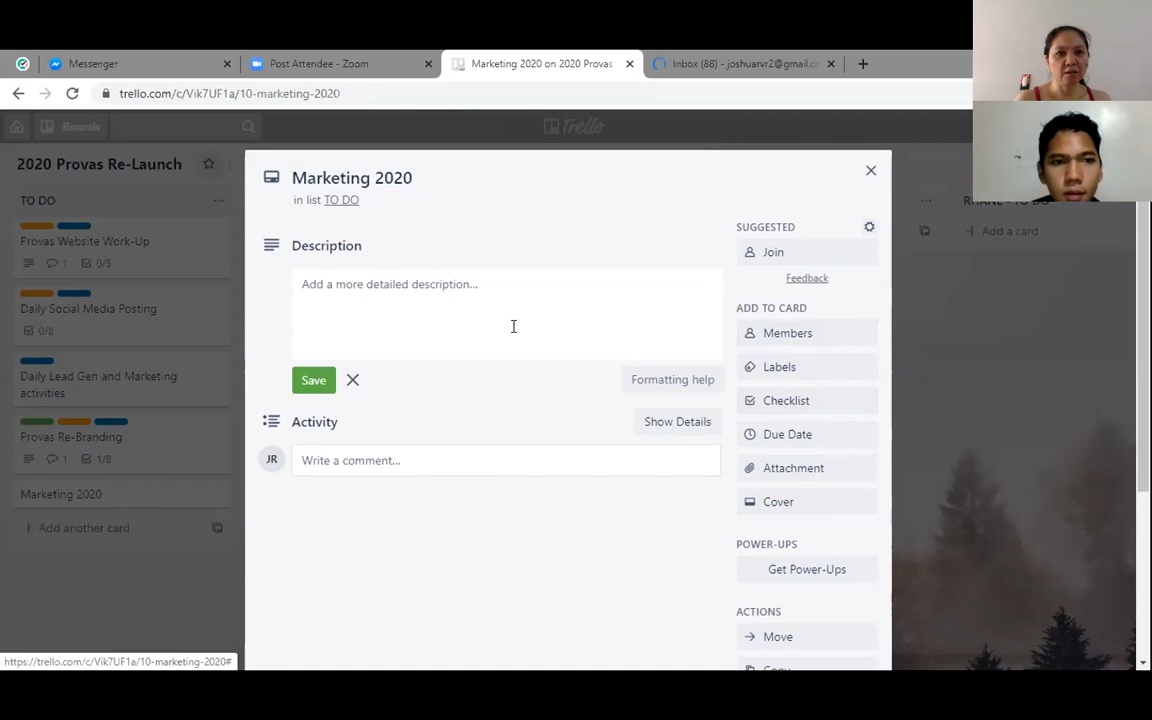 Messenger
Post Attendee - Zoom
Marketing 2020 on 2020 Provas
Inbox (88) - joshuarvr2@gmail.c
trello.com/c/Vik7UF1a/10-marketing-2020
Boards
Trello
2020 Provas Re-Launch
TO DO
Provas Website Work-Up
1 0/5
Daily Social Media Posting
0/8
Daily Lead Gen and Marketing
activities
Provas Re-Branding
1 1/8
Marketing 2020
Add another card
Marketing 2020
in list TO DO
Description
Add a more detailed description...
Save
Formatting help
Activity
Show Details
JR
Write a comment...
SUGGESTED
Join
Feedback
ADD TO CARD
Members
Labels
Checklist
Due Date
Attachment
Cover
POWER-UPS
Get Power-Ups
ACTIONS
Move
TO DO
Add a card
https://trello.com/c/Vik7UF1a/10-marketing-2020#